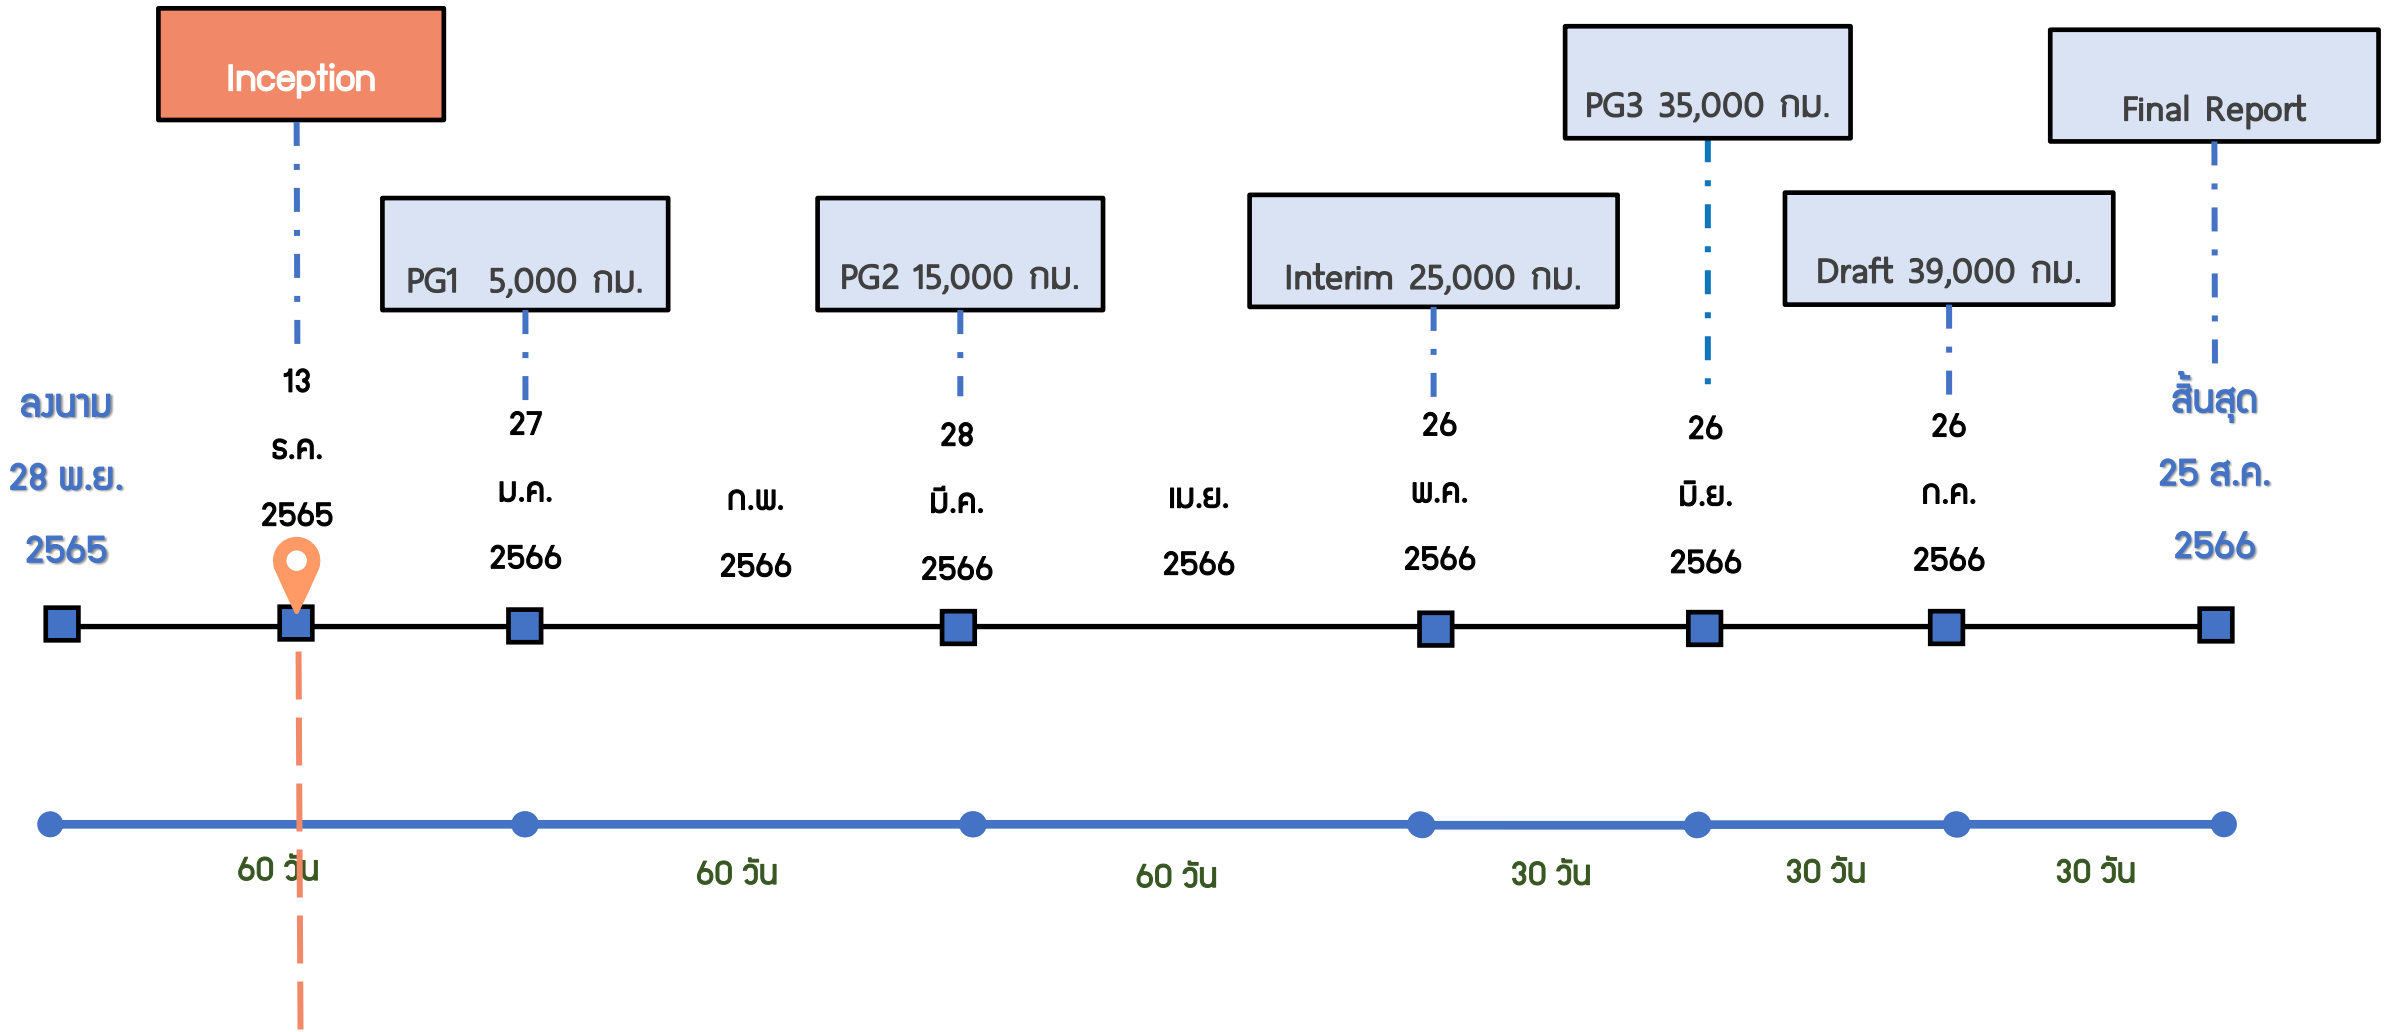 Inception
PG1 5,000 กม.
PG2 15,000 กม.
Interim 25,000 กม.
PG3 35,000 กม.
Draft 39,000 กม.
Final Report
ลงนาม
28 พ.ย.
2565
13
ธ.ค.
2565
27
ม.ค.
2566
ก.พ.
2566
28
มี.ค.
2566
เม.ย.
2566
26
พ.ค.
2566
26
มิ.ย.
2566
26
ก.ค.
2566
สิ้นสุด
25 ส.ค.
2566
60 วัน
60 วัน
60 วัน
30 วัน
30 วัน
30 วัน